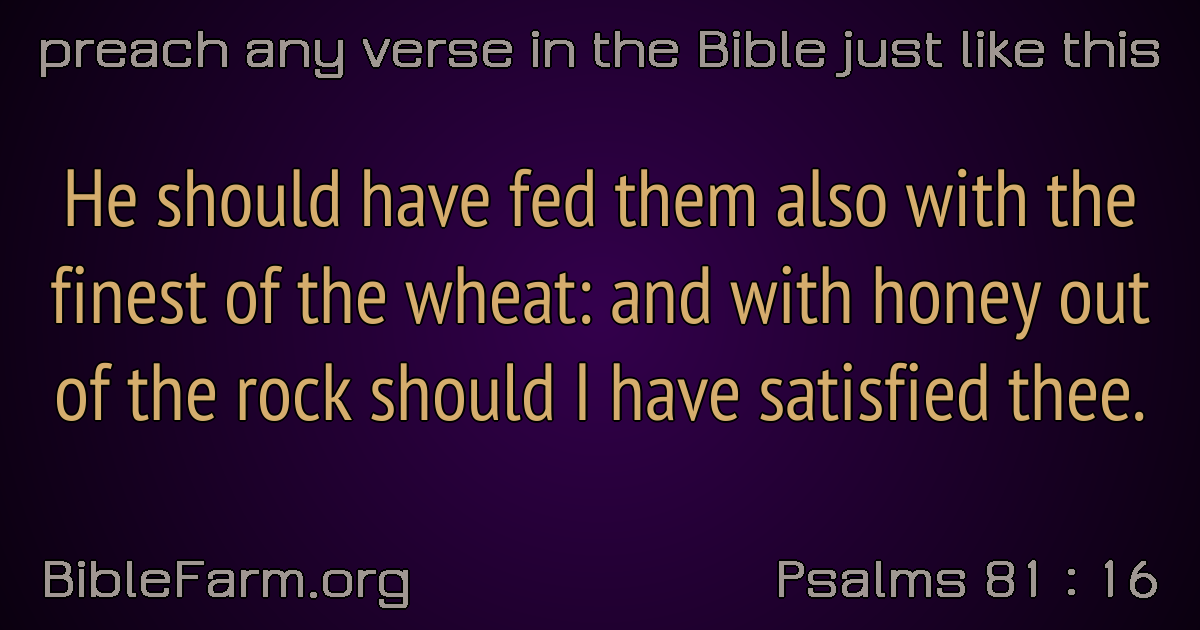 preach any verse in the Bible just like this
He should have fed them also with the
finest of the wheat: and with honey out
of the rock should I have satisfied thee.
BibleFarm.org
Psalms 81 : 16